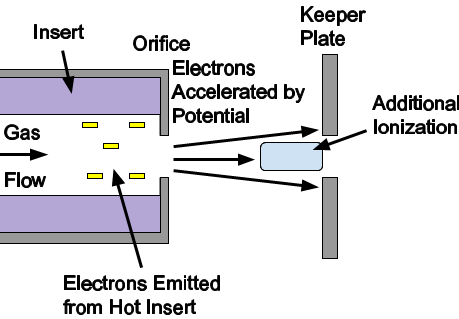 Insert
Orifice
Keeper
Plate
Electrons
Accelerated by
Potential
Additional
Ionization
Gas
Flow
Electrons Emitted
from Hot Insert